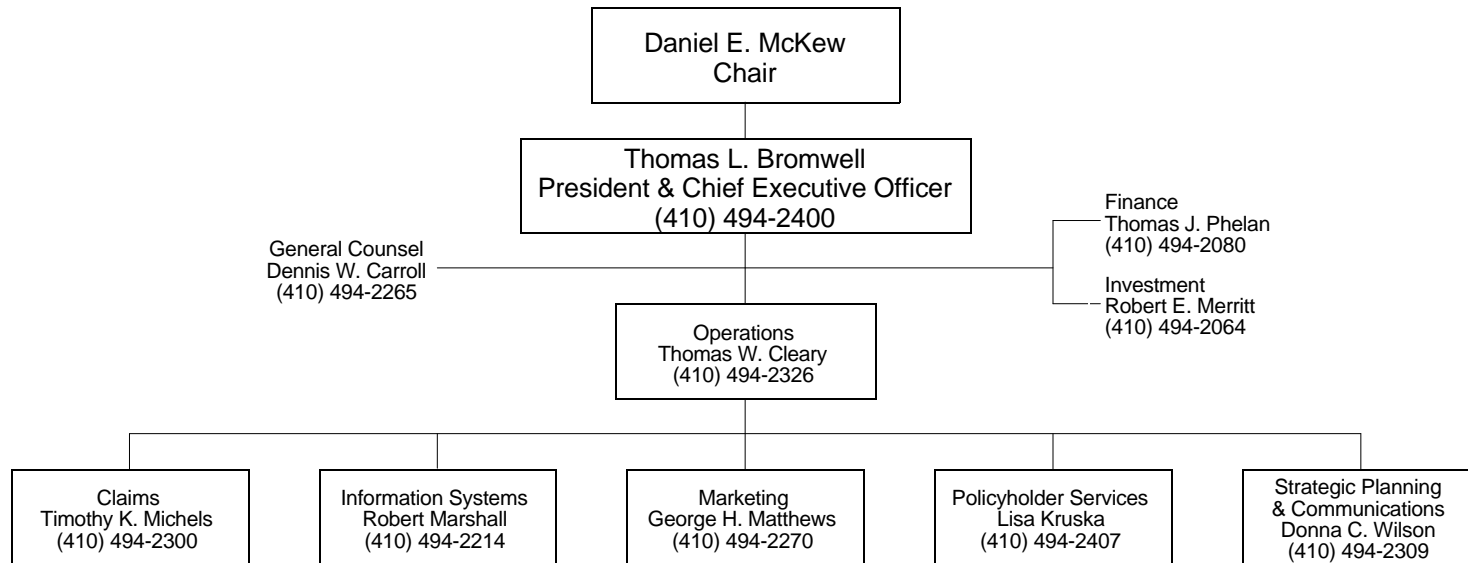 Daniel E. McKew
Chair
Thomas L. Bromwell
President & Chief Executive Officer
(410) 494-2400
General Counsel
Dennis W. Carroll
(410) 494-2265
Finance
Thomas J. Phelan
(410) 494-2080
Investment
Robert E. Merritt
(410) 494-2064
Operations
Thomas W. Cleary
(410) 494-2326
Claims
Timothy K. Michels
(410) 494-2300
Information Systems
Robert Marshall
(410) 494-2214
Marketing
George H. Matthews
(410) 494-2270
Policyholder Services
Lisa Kruska
(410) 494-2407
Strategic Planning
& Communications
Donna C. Wilson
(410) 494-2309